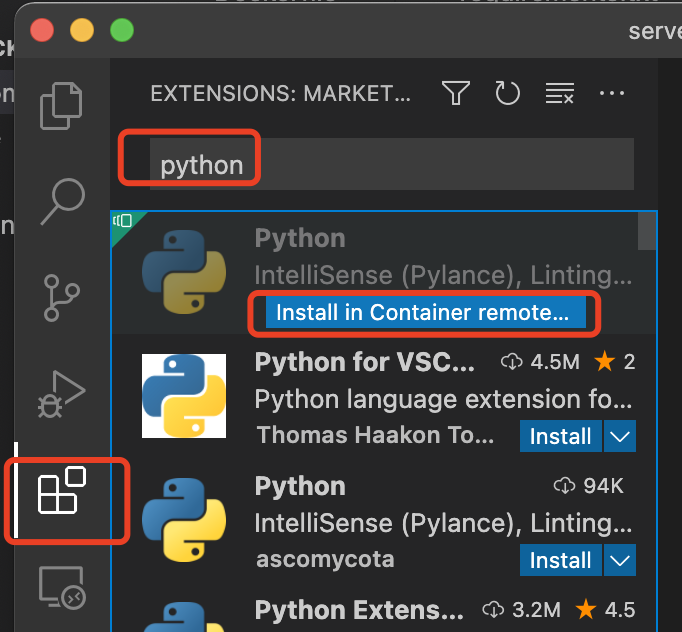 serve
EXTENSIONS: MARKET...
python
Python
IntelliSense (Pylance), Linting...
Install in Container remote...
Python for VSC... 4.5M ★ 2
Python language extension fo...
Thomas Haakon To... Install
Python 94K
IntelliSense (Pylance), Linting...
ascomycota Install
Python Extens... 3.2M ★ 4.5